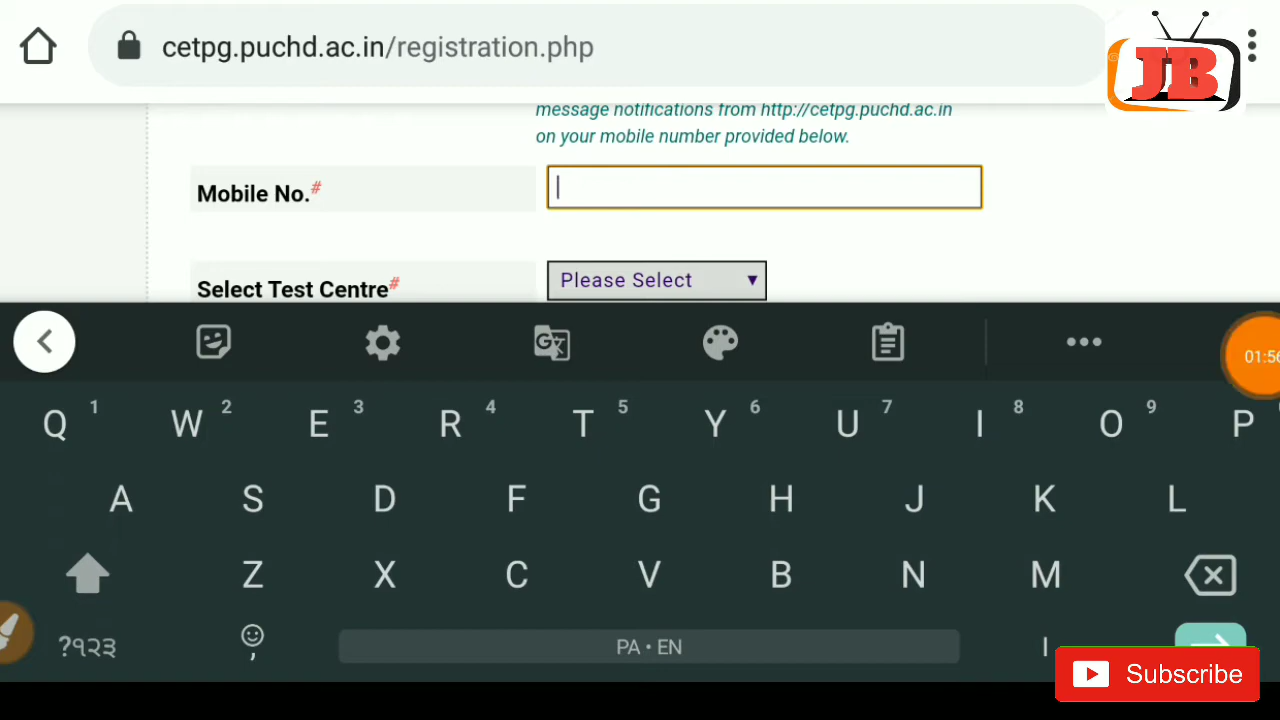 cetpg.puchd.ac.in/registration.php
JB
message notifications from http://cetpg.puchd.ac.in
on your mobile number provided below.
Mobile No.#
Select Test Centre#
Please Select
01:56
Q 1 W 2 E 3 R 4 T 5 Y 6 U 7 I 8 O 9 P
A S D F G H J K L
Z X C V B N M
?१२३ , PA • EN ।
Subscribe